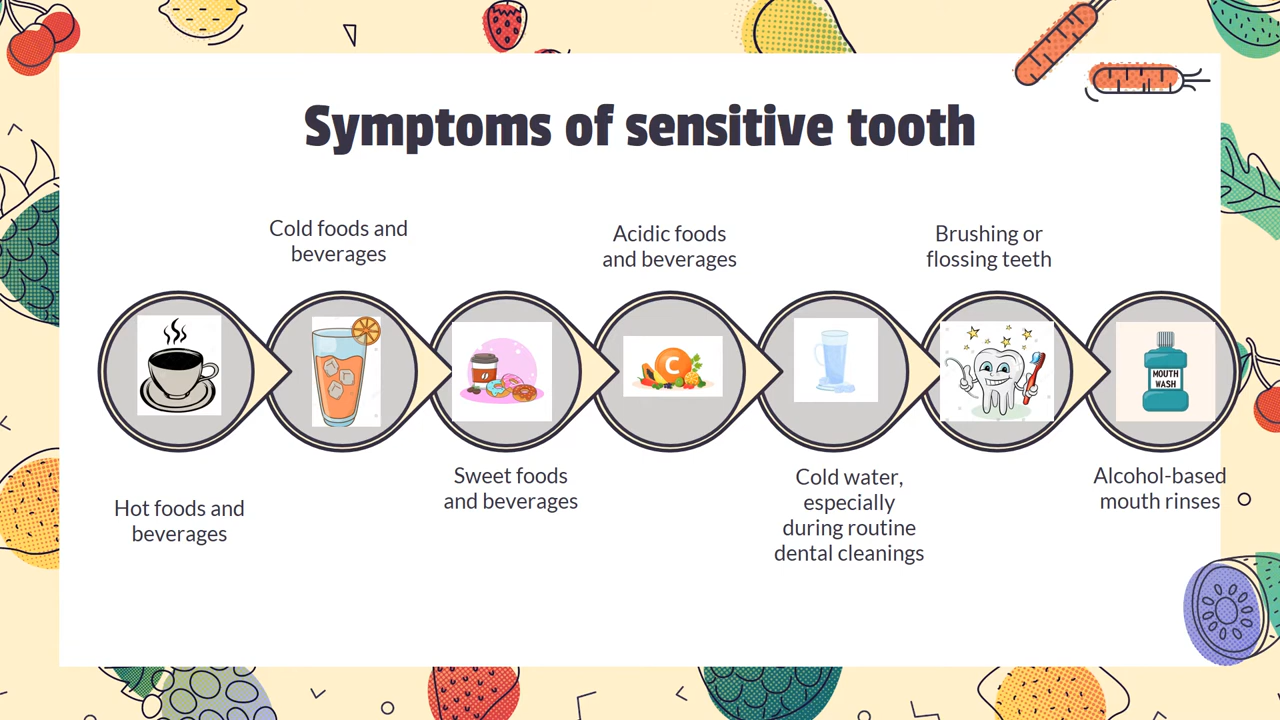 Symptoms of sensitive tooth
Cold foods and
beverages
Acidic foods
and beverages
Brushing or
flossing teeth
C
MOUTH
WASH
Hot foods and
beverages
Sweet foods
and beverages
Cold water,
especially
during routine
dental cleanings
Alcohol-based
mouth rinses